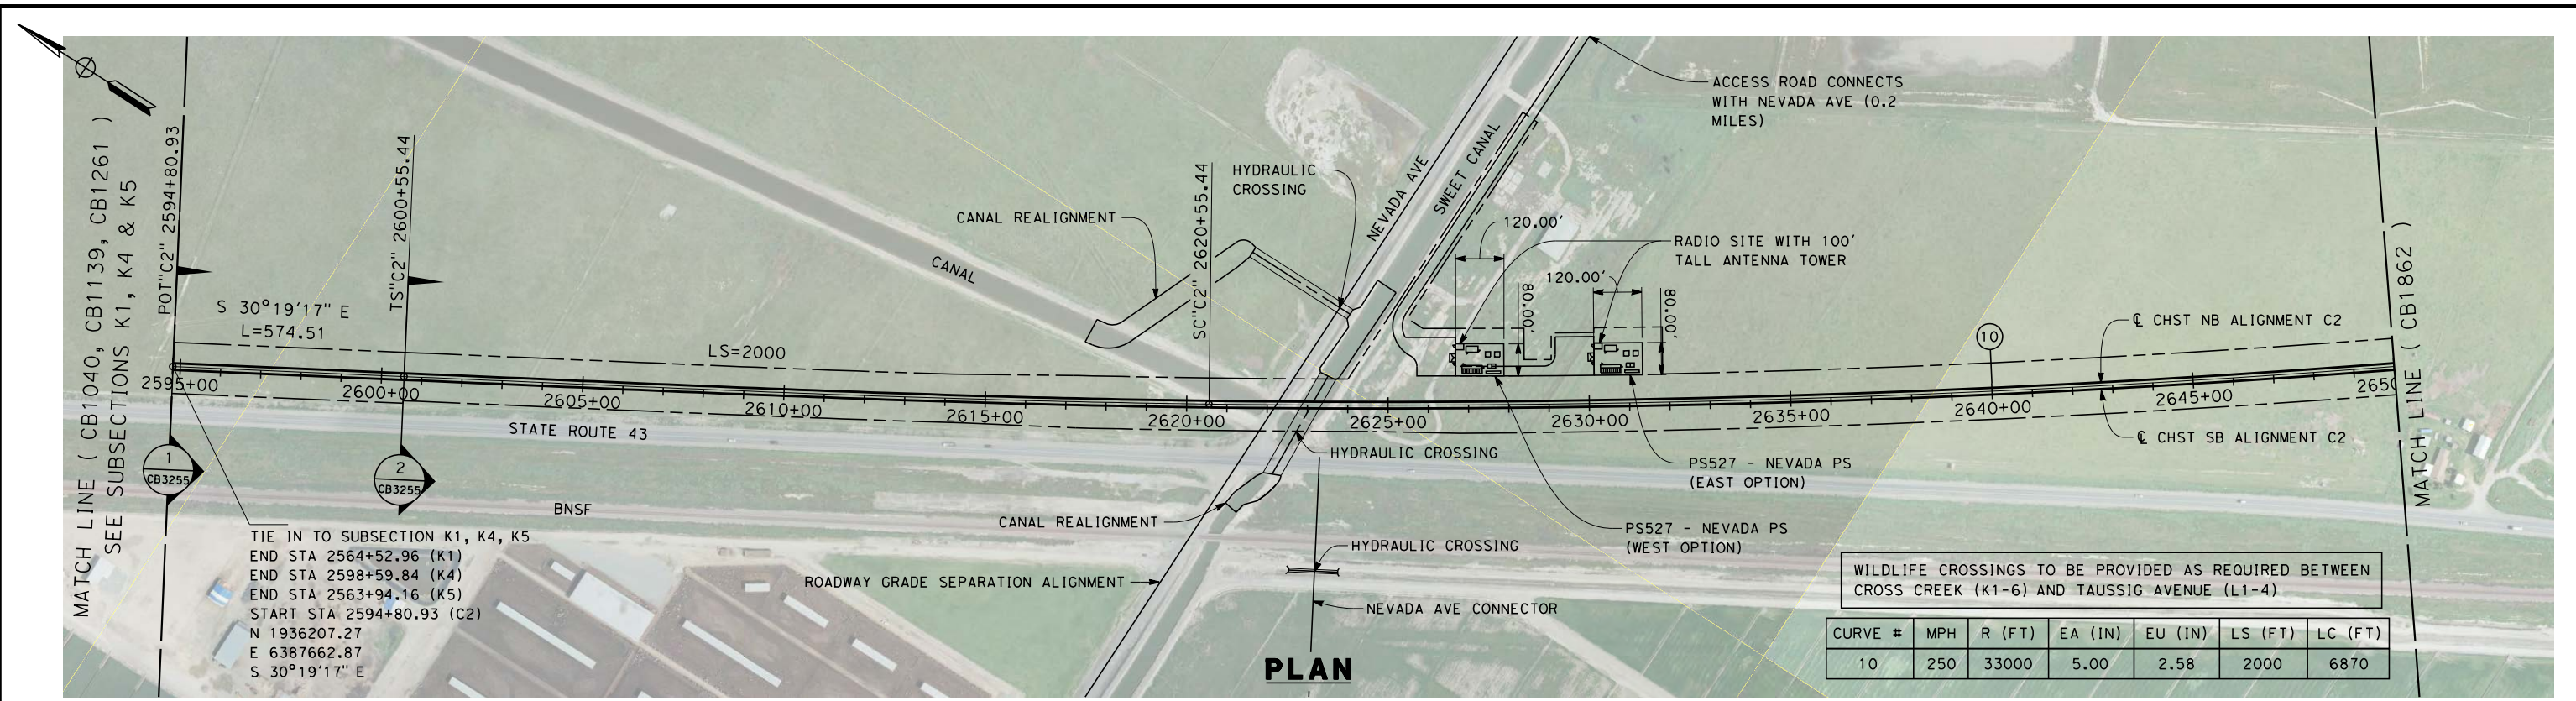 MATCH LINE ( CB1040, CB1139, CB1261 )
SEE SUBSECTIONS K1, K4 & K5
POT"C2" 2594+80.93
S 30°19'17" E
L=574.51
TS"C2" 2600+55.44
LS=2000
CANAL REALIGNMENT
CANAL
SC"C2" 2620+55.44
HYDRAULIC
CROSSING
NEVADA AVE
SWEET CANAL
ACCESS ROAD CONNECTS
WITH NEVADA AVE (0.2
MILES)
120.00'
RADIO SITE WITH 100'
TALL ANTENNA TOWER
120.00'
80.00'
80.00'
10
℄ CHST NB ALIGNMENT C2
MATCH LINE ( CB1862 )
2595+00
2600+00
2605+00
2610+00
2615+00
2620+00
2625+00
2630+00
2635+00
2640+00
2645+00
2650
STATE ROUTE 43
℄ CHST SB ALIGNMENT C2
1
CB3255
2
CB3255
HYDRAULIC CROSSING
PS527 - NEVADA PS
(EAST OPTION)
BNSF
CANAL REALIGNMENT
PS527 - NEVADA PS
(WEST OPTION)
TIE IN TO SUBSECTION K1, K4, K5
END STA 2564+52.96 (K1)
END STA 2598+59.84 (K4)
END STA 2563+94.16 (K5)
START STA 2594+80.93 (C2)
N 1936207.27
E 6387662.87
S 30°19'17" E
HYDRAULIC CROSSING
ROADWAY GRADE SEPARATION ALIGNMENT
NEVADA AVE CONNECTOR
WILDLIFE CROSSINGS TO BE PROVIDED AS REQUIRED BETWEEN
CROSS CREEK (K1-6) AND TAUSSIG AVENUE (L1-4)
CURVE # MPH R (FT) EA (IN) EU (IN) LS (FT) LC (FT)
10 250 33000 5.00 2.58 2000 6870
PLAN